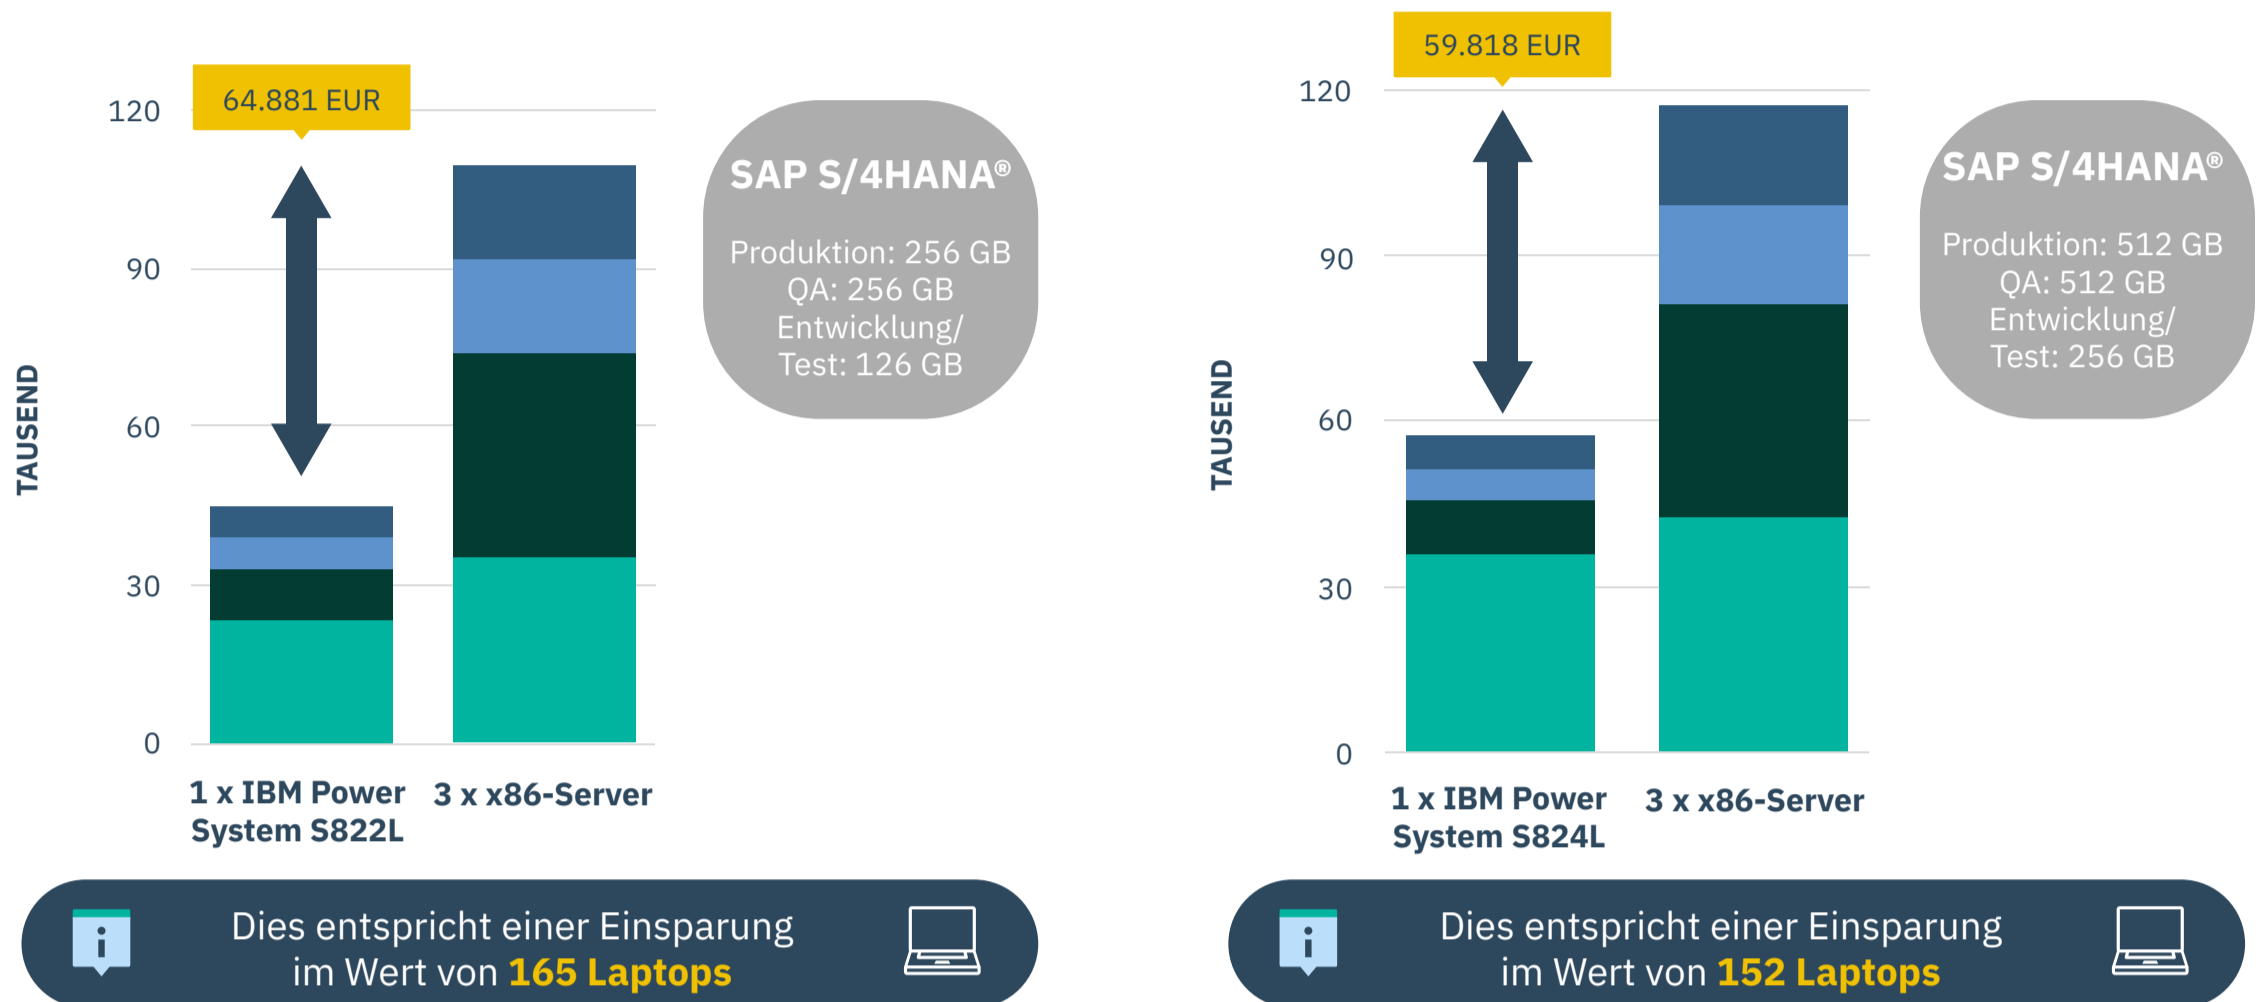 64.881 EUR
120
90
60
30
0
TAUSEND
1 x IBM Power
System S822L
3 x x86-Server
SAP S/4HANA®
Produktion: 256 GB
QA: 256 GB
Entwicklung/
Test: 126 GB
Dies entspricht einer Einsparung
im Wert von 165 Laptops
59.818 EUR
120
90
60
30
0
TAUSEND
1 x IBM Power
System S824L
3 x x86-Server
SAP S/4HANA®
Produktion: 512 GB
QA: 512 GB
Entwicklung/
Test: 256 GB
Dies entspricht einer Einsparung
im Wert von 152 Laptops